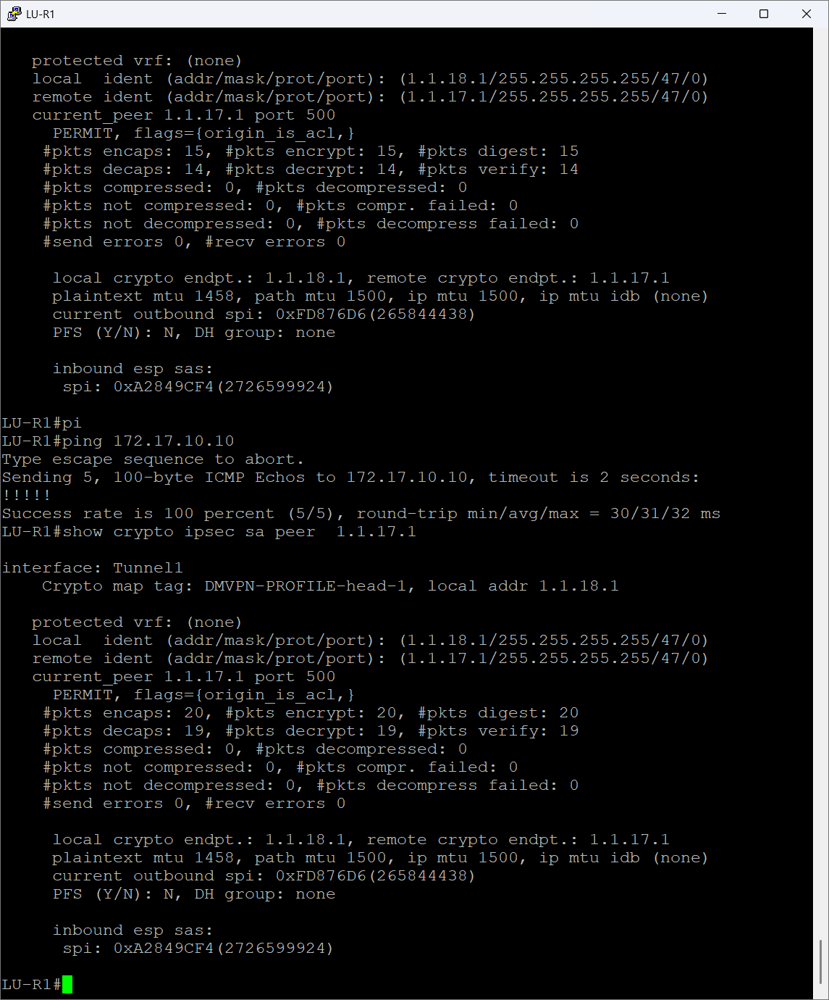 LU-R1
protected vrf: (none)
local  ident (addr/mask/prot/port): (1.1.18.1/255.255.255.255/47/0)
remote ident (addr/mask/prot/port): (1.1.17.1/255.255.255.255/47/0)
current_peer 1.1.17.1 port 500
PERMIT, flags={origin_is_acl,}
#pkts encaps: 15, #pkts encrypt: 15, #pkts digest: 15
#pkts decaps: 14, #pkts decrypt: 14, #pkts verify: 14
#pkts compressed: 0, #pkts decompressed: 0
#pkts not compressed: 0, #pkts compr. failed: 0
#pkts not decompressed: 0, #pkts decompress failed: 0
#send errors 0, #recv errors 0
local crypto endpt.: 1.1.18.1, remote crypto endpt.: 1.1.17.1
plaintext mtu 1458, path mtu 1500, ip mtu 1500, ip mtu idb (none)
current outbound spi: 0xFD876D6(265844438)
PFS (Y/N): N, DH group: none
inbound esp sas:
spi: 0xA2849CF4(2726599924)
LU-R1#pi
LU-R1#ping 172.17.10.10
Type escape sequence to abort.
Sending 5, 100-byte ICMP Echos to 172.17.10.10, timeout is 2 seconds:
!!!!!
Success rate is 100 percent (5/5), round-trip min/avg/max = 30/31/32 ms
LU-R1#show crypto ipsec sa peer  1.1.17.1
interface: Tunnel1
Crypto map tag: DMVPN-PROFILE-head-1, local addr 1.1.18.1
protected vrf: (none)
local  ident (addr/mask/prot/port): (1.1.18.1/255.255.255.255/47/0)
remote ident (addr/mask/prot/port): (1.1.17.1/255.255.255.255/47/0)
current_peer 1.1.17.1 port 500
PERMIT, flags={origin_is_acl,}
#pkts encaps: 20, #pkts encrypt: 20, #pkts digest: 20
#pkts decaps: 19, #pkts decrypt: 19, #pkts verify: 19
#pkts compressed: 0, #pkts decompressed: 0
#pkts not compressed: 0, #pkts compr. failed: 0
#pkts not decompressed: 0, #pkts decompress failed: 0
#send errors 0, #recv errors 0
local crypto endpt.: 1.1.18.1, remote crypto endpt.: 1.1.17.1
plaintext mtu 1458, path mtu 1500, ip mtu 1500, ip mtu idb (none)
current outbound spi: 0xFD876D6(265844438)
PFS (Y/N): N, DH group: none
inbound esp sas:
spi: 0xA2849CF4(2726599924)
LU-R1#